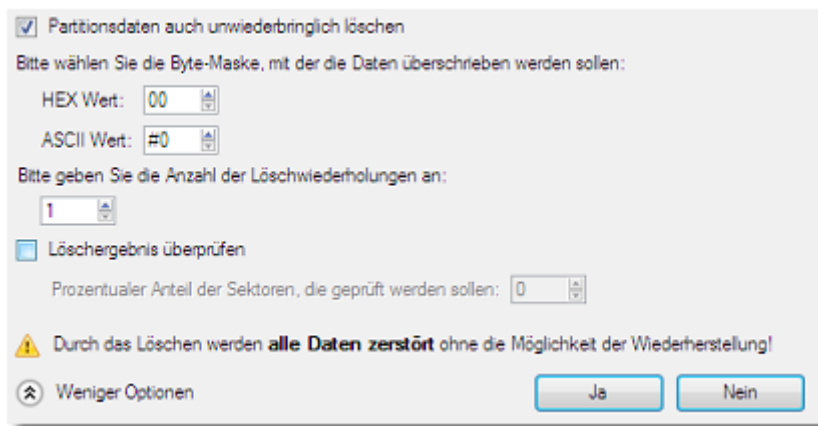 Partitionsdaten auch unwiederbringlich löschen
Bitte wählen Sie die Byte-Maske, mit der die Daten überschrieben werden sollen:
HEX Wert: 00
ASCII Wert: #0
Bitte geben Sie die Anzahl der Löschwiederholungen an:
1
Löschergebnis überprüfen
Prozentualer Anteil der Sektoren, die geprüft werden sollen: 0
Durch das Löschen werden alle Daten zerstört ohne die Möglichkeit der Wiederherstellung!
Weniger Optionen Ja Nein